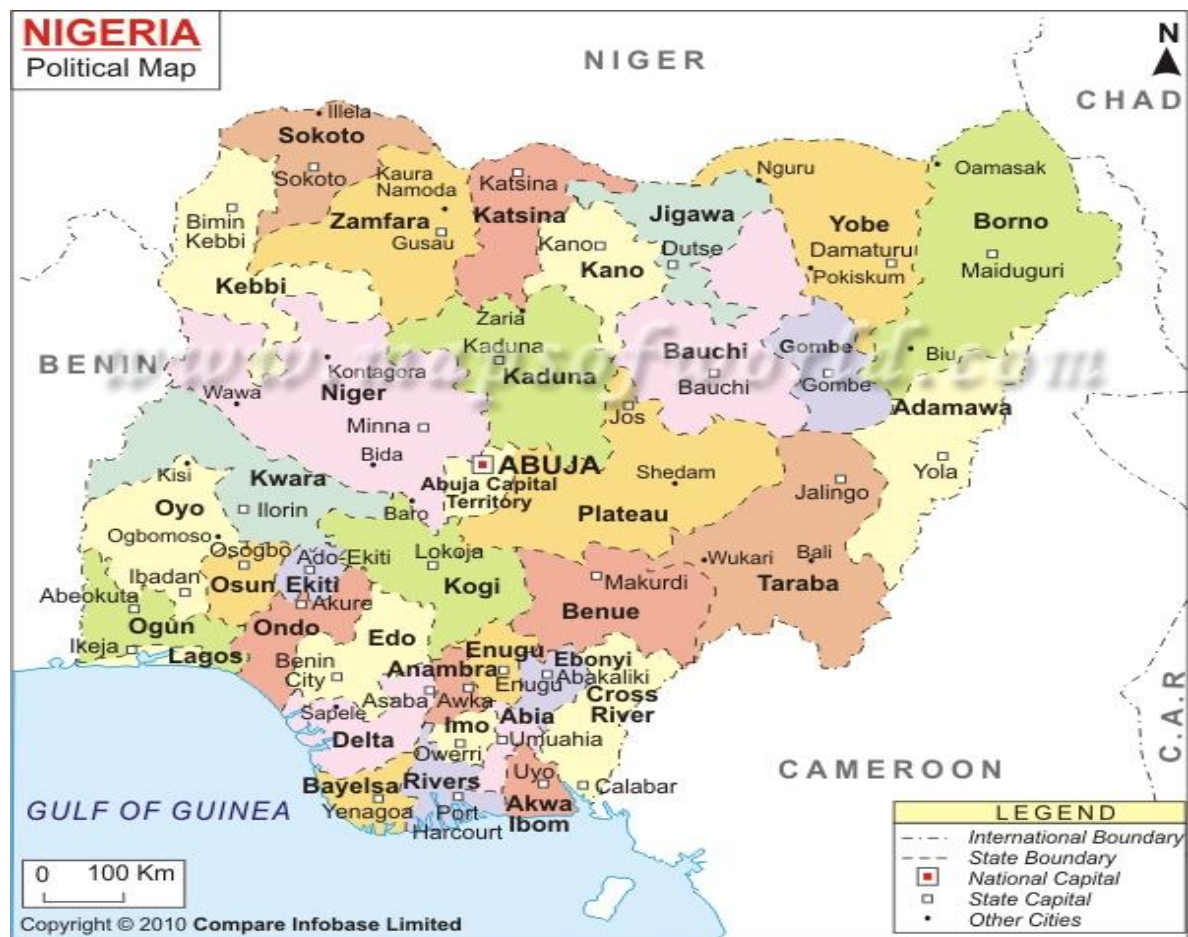 NIGERIA
Political Map
N
NIGER
CHAD
Illela
Sokoto
Sokoto
Kaura
Namoda
Katsina
Nguru
Oamasak
Bimin
Kebbi
Zamfara
Gusau
Katsina
Jigawa
Yobe
Borno
Kano
Dutse
Damaturu
Kano
Pokiskum
Maiduguri
Kebbi
Zaria
Kaduna
Bauchi
Gombe
Biu
BENIN
www.mapsofworld.com
Kontagora
Kaduna
Bauchi
Gombe
Wawa
Niger
Jos
Adamawa
Minna
Bida
ABUJA
Abuja Capital
Territory
Shedam
Jalingo
Yola
Kisi
Kwara
Oyo
Ilorin
Baro
Plateau
Ogbomoso
Osogbo
Ado-Ekiti
Lokoja
Wukari
Bali
Ibadan
Osun
Ekiti
Kogi
Makurdi
Taraba
Abeokuta
Akure
Benue
Ogun
Ondo
Edo
Ikeja
Lagos
Enugu
Ebonyi
Benin
City
Anambra
Enugu
Abakaliki
Asaba
Awka
Cross
River
Sapele
Imo
Abia
Delta
Owerri
Umuahia
Bayelsa
Rivers
Uyo
Calabar
CAMEROON
C.A.R
Yenagoa
Port
Harcourt
Akwa
Ibom
GULF OF GUINEA
LEGEND
International Boundary
State Boundary
National Capital
State Capital
Other Cities
0 100 Km
Copyright © 2010 Compare Infobase Limited